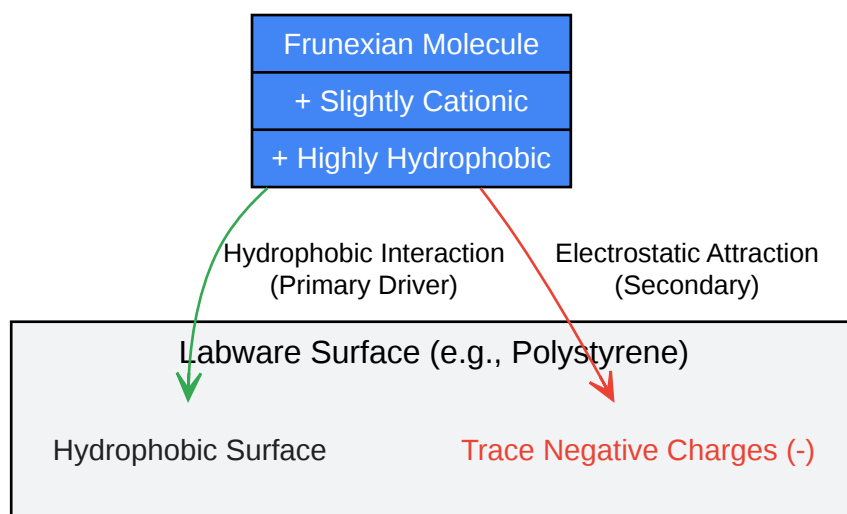 Frunexian Molecule
+ Slightly Cationic
+ Highly Hydrophobic
Hydrophobic Interaction
(Primary Driver)
Electrostatic Attraction
(Secondary)
Labware Surface (e.g., Polystyrene)
Hydrophobic Surface
Trace Negative Charges (-)